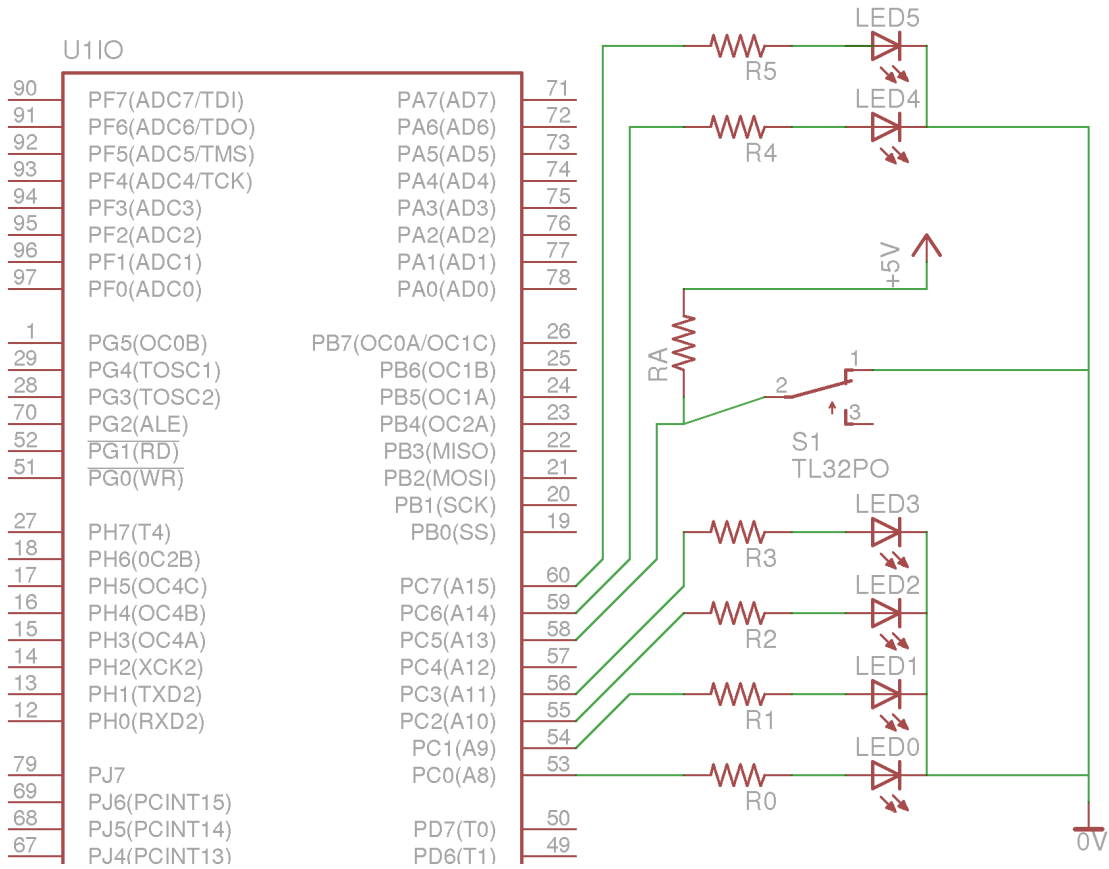 U1IO
90 PF7(ADC7/TDI) PA7(AD7) 71
91 PF6(ADC6/TDO) PA6(AD6) 72
92 PF5(ADC5/TMS) PA5(AD5) 73
93 PF4(ADC4/TCK) PA4(AD4) 74
94 PF3(ADC3) PA3(AD3) 75
95 PF2(ADC2) PA2(AD2) 76
96 PF1(ADC1) PA1(AD1) 77
97 PF0(ADC0) PA0(AD0) 78
1 PG5(OC0B) PB7(OC0A/OC1C) 26
29 PG4(TOSC1) PB6(OC1B) 25
28 PG3(TOSC2) PB5(OC1A) 24
70 PG2(ALE) PB4(OC2A) 23
52 PG1(RD) PB3(MISO) 22
51 PG0(WR) PB2(MOSI) 21
PB1(SCK) 20
27 PH7(T4) PB0(SS) 19
18 PH6(0C2B)
17 PH5(OC4C) PC7(A15) 60
16 PH4(OC4B) PC6(A14) 59
15 PH3(OC4A) PC5(A13) 58
14 PH2(XCK2) PC4(A12) 57
13 PH1(TXD2) PC3(A11) 56
12 PH0(RXD2) PC2(A10) 55
PC1(A9) 54
79 PJ7 PC0(A8) 53
69 PJ6(PCINT15)
68 PJ5(PCINT14) PD7(T0) 50
67 PJ4(PCINT13) PD6(T1) 49
LED5
R5
LED4
R4
+5V
RA
1
2
3
S1
TL32PO
LED3
R3
LED2
R2
LED1
R1
LED0
R0
0V